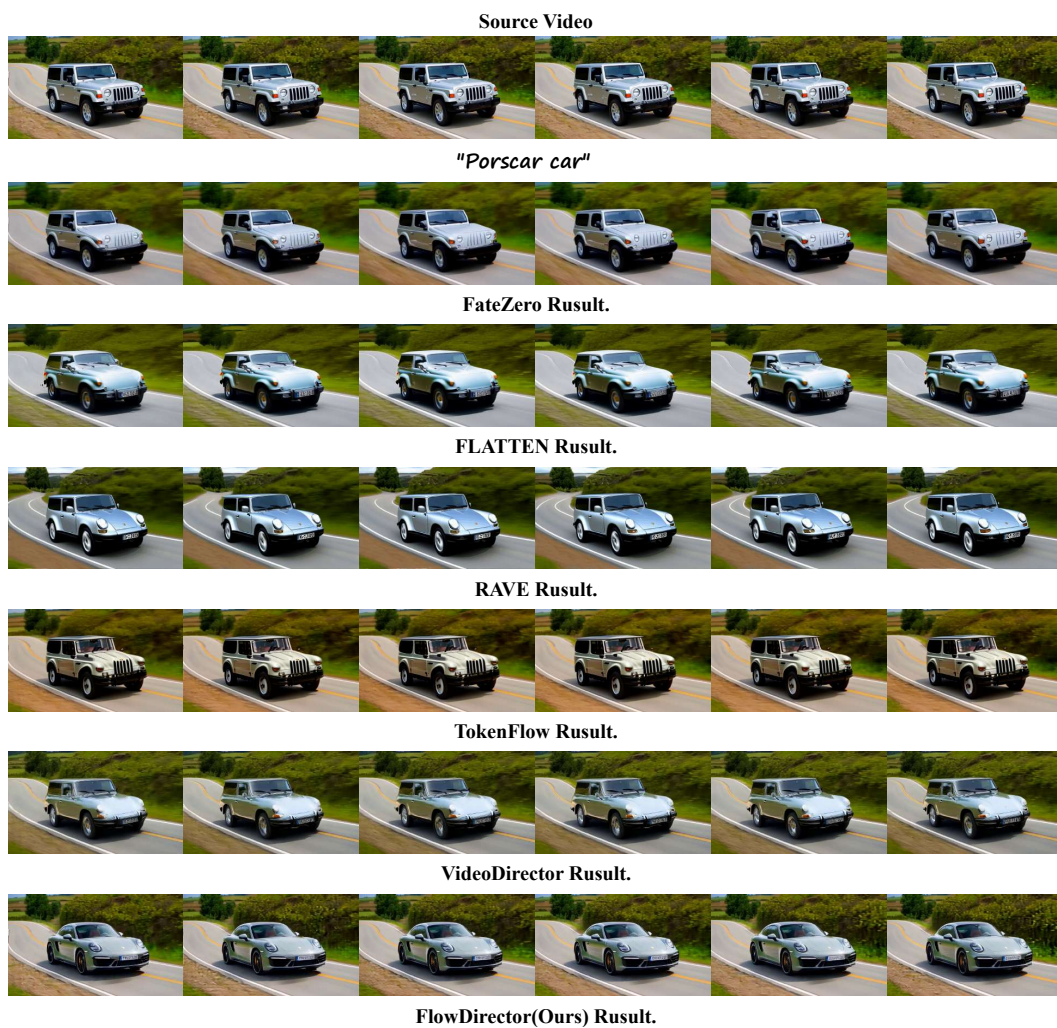 Source Video
"Porscar car"
FateZero Rusult.
FLATTEN Rusult.
RAVE Rusult.
TokenFlow Rusult.
VideoDirector Rusult.
FlowDirector(Ours) Rusult.